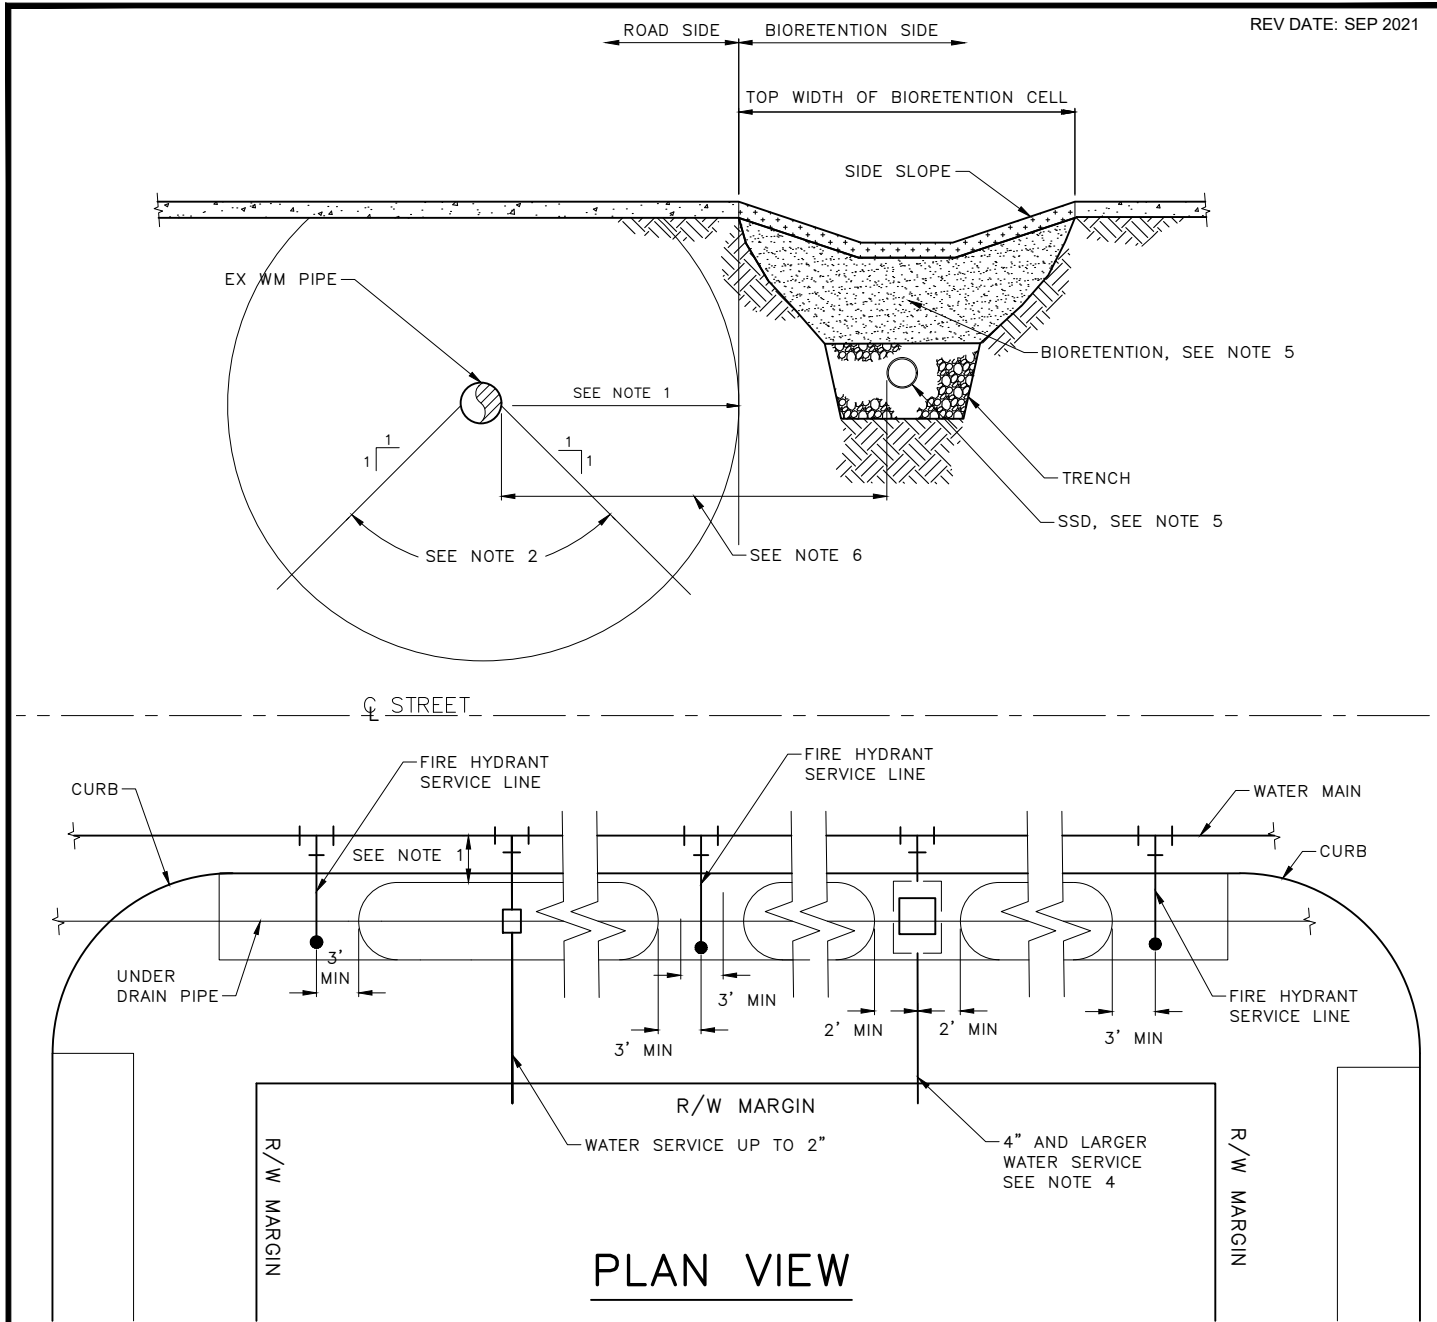 REV DATE: SEP 2021
ROAD SIDE
BIORETENTION SIDE
TOP WIDTH OF BIORETENTION CELL
SIDE SLOPE
EX WM PIPE
SEE NOTE 1
BIORETENTION, SEE NOTE 5
1
1
1
1
TRENCH
SSD, SEE NOTE 5
SEE NOTE 2
SEE NOTE 6
℄ STREET
FIRE HYDRANT
SERVICE LINE
FIRE HYDRANT
SERVICE LINE
CURB
WATER MAIN
SEE NOTE 1
CURB
3'
MIN
UNDER
DRAIN PIPE
3' MIN
3' MIN
2' MIN
2' MIN
3' MIN
FIRE HYDRANT
SERVICE LINE
R/W MARGIN
WATER SERVICE UP TO 2"
4" AND LARGER
WATER SERVICE
SEE NOTE 4
R/W MARGIN
R/W MARGIN
PLAN VIEW